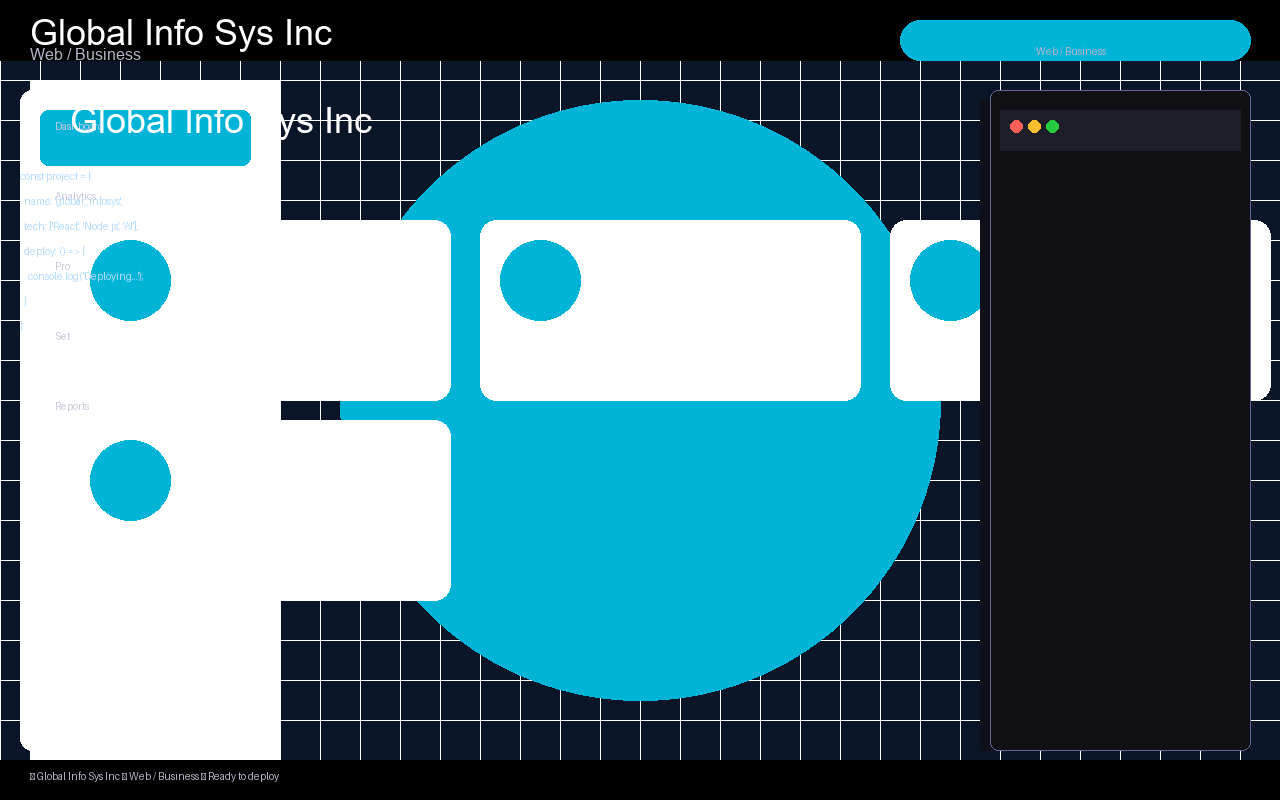 Global Info Sys Inc
Web / Business
Web / Business
Global Info Sys Inc
Dashboard
const project = {
name: 'global_infosys',
Analytics
tech: ['React', 'Node.js', 'AI'],
deploy: () => {
Pro
console.log('Deploying...');
}
}
Set
Reports
Global Info Sys Inc
Web / Business
Ready to deploy